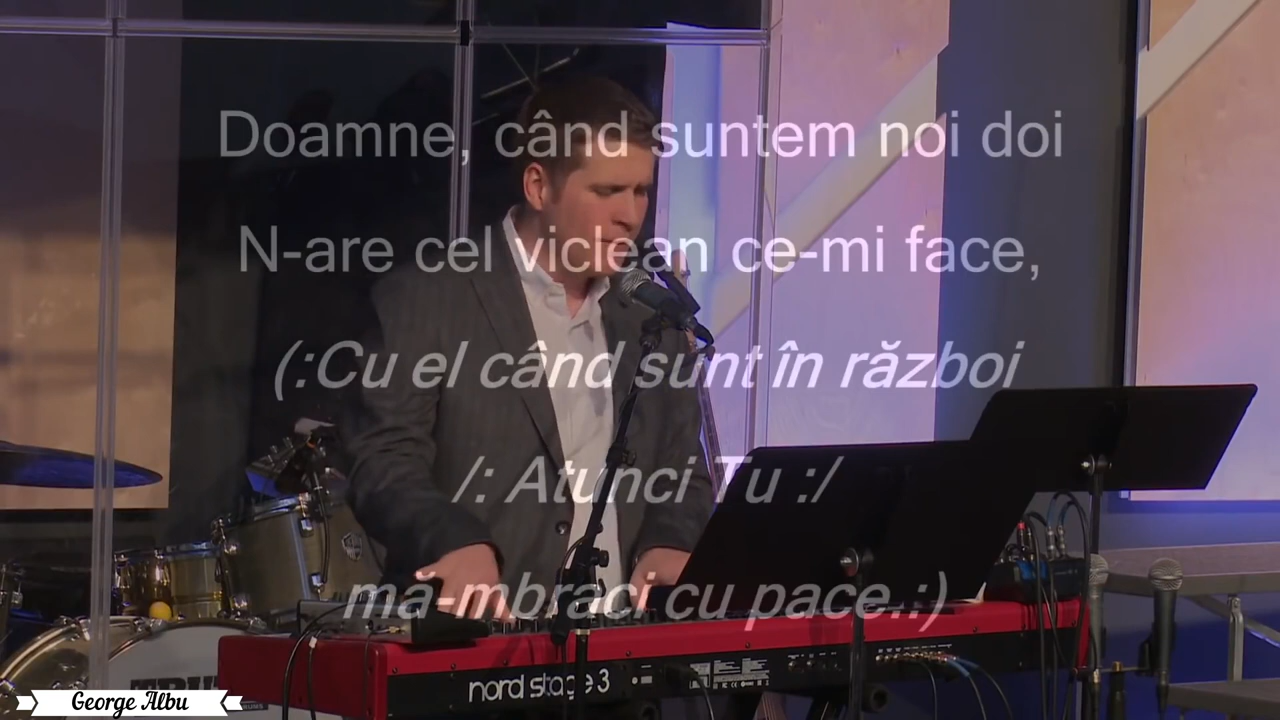 Doamne, când suntem noi doi
N-are cel viclean ce-mi face,
(:Cu el când sunt în război
/: Atunci Tu :/
mă-mbraci cu pace.:)
nord stage 3
George Albu